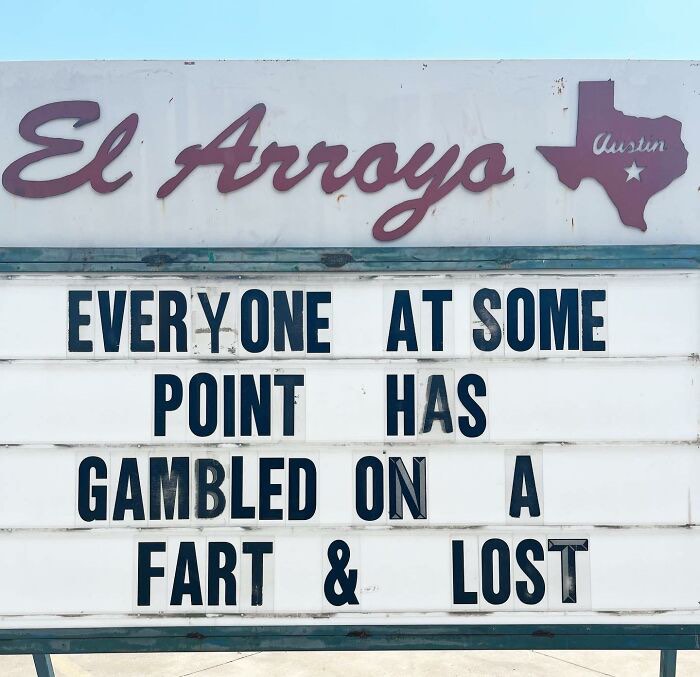 El Arroyo
Austin
EVERYONE AT SOME
POINT HAS
GAMBLED ON A
FART & LOST